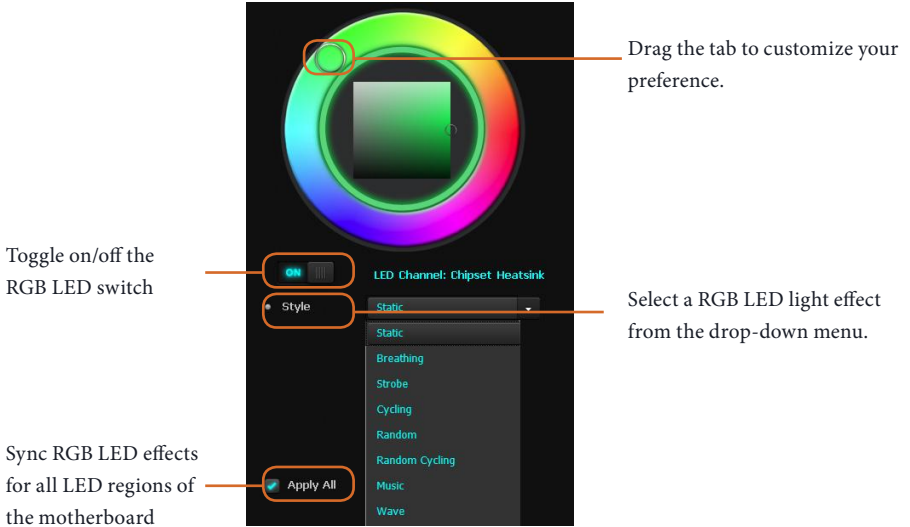 Drag the tab to customize your
preference.
Toggle on/off the
RGB LED switch
ON
LED Channel: Chipset Heatsink
Style
Static
Select a RGB LED light effect
from the drop-down menu.
Static
Breathing
Strobe
Cycling
Random
Random Cycling
Music
Wave
Sync RGB LED effects
for all LED regions of
the motherboard
Apply All